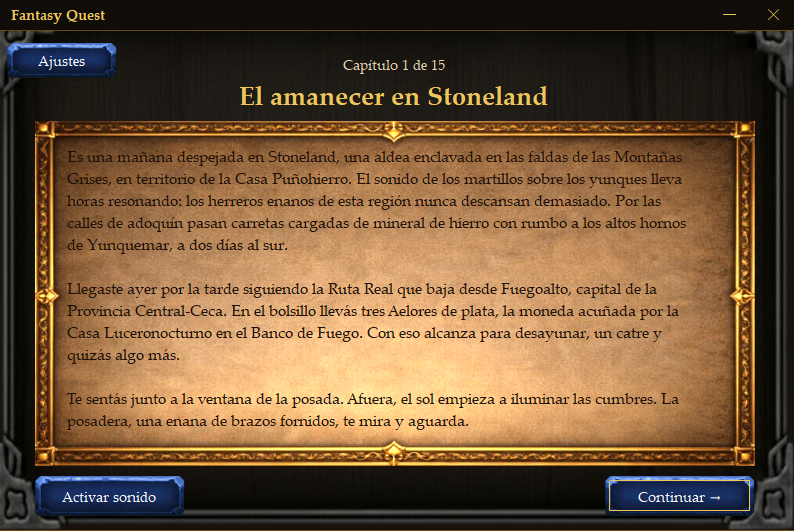 Fantasy Quest
Ajustes
Capítulo 1 de 15
El amanecer en Stoneland
Es una mañana despejada en Stoneland, una aldea enclavada en las faldas de las Montañas
Grises, en territorio de la Casa Puñohierro. El sonido de los martillos sobre los yunques lleva
horas resonando: los herreros enanos de esta región nunca descansan demasiado. Por las
calles de adoquín pasan carretas cargadas de mineral de hierro con rumbo a los altos hornos
de Yunquemar, a dos días al sur.
Llegaste ayer por la tarde siguiendo la Ruta Real que baja desde Fuegoalto, capital de la
Provincia Central-Ceca. En el bolsillo llevás tres Aelores de plata, la moneda acuñada por la
Casa Luceronocturno en el Banco de Fuego. Con eso alcanza para desayunar, un catre y
quizás algo más.
Te sentás junto a la ventana de la posada. Afuera, el sol empieza a iluminar las cumbres. La
posadera, una enana de brazos fornidos, te mira y aguarda.
Activar sonido
Continuar →